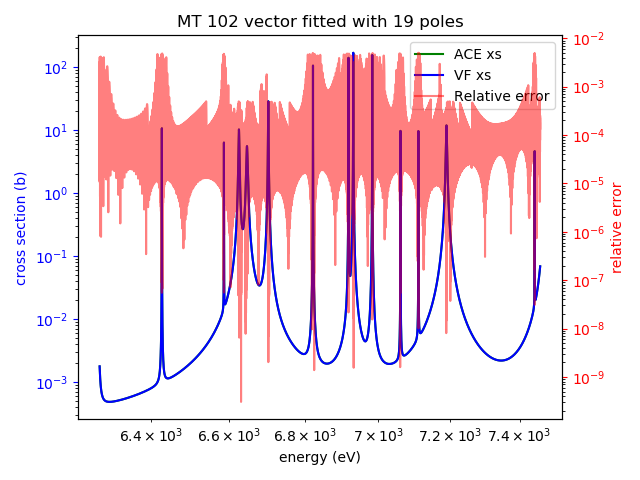 MT 102 vector fitted with 19 poles
ACE xs
VF xs
Relative error
10²
10¹
10⁰
10⁻¹
10⁻²
10⁻³
cross section (b)
10⁻²
10⁻³
10⁻⁴
10⁻⁵
10⁻⁶
10⁻⁷
10⁻⁸
10⁻⁹
relative error
6.4 × 10³ 6.6 × 10³ 6.8 × 10³ 7 × 10³ 7.2 × 10³ 7.4 × 10³
energy (eV)